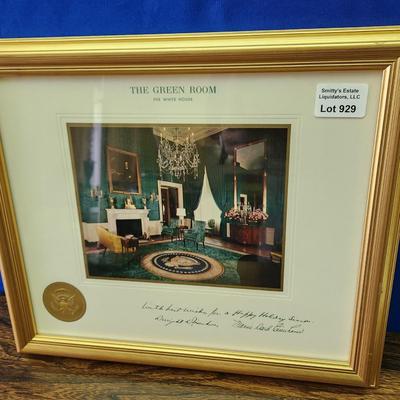 THE GREEN ROOM
THE WHITE HOUSE
Smitty's Estate
Liquidators, LLC
Lot 929
with best wishes for a Happy Holiday Season.
Dwight Eisenhower
Mamie Doud Eisenhower